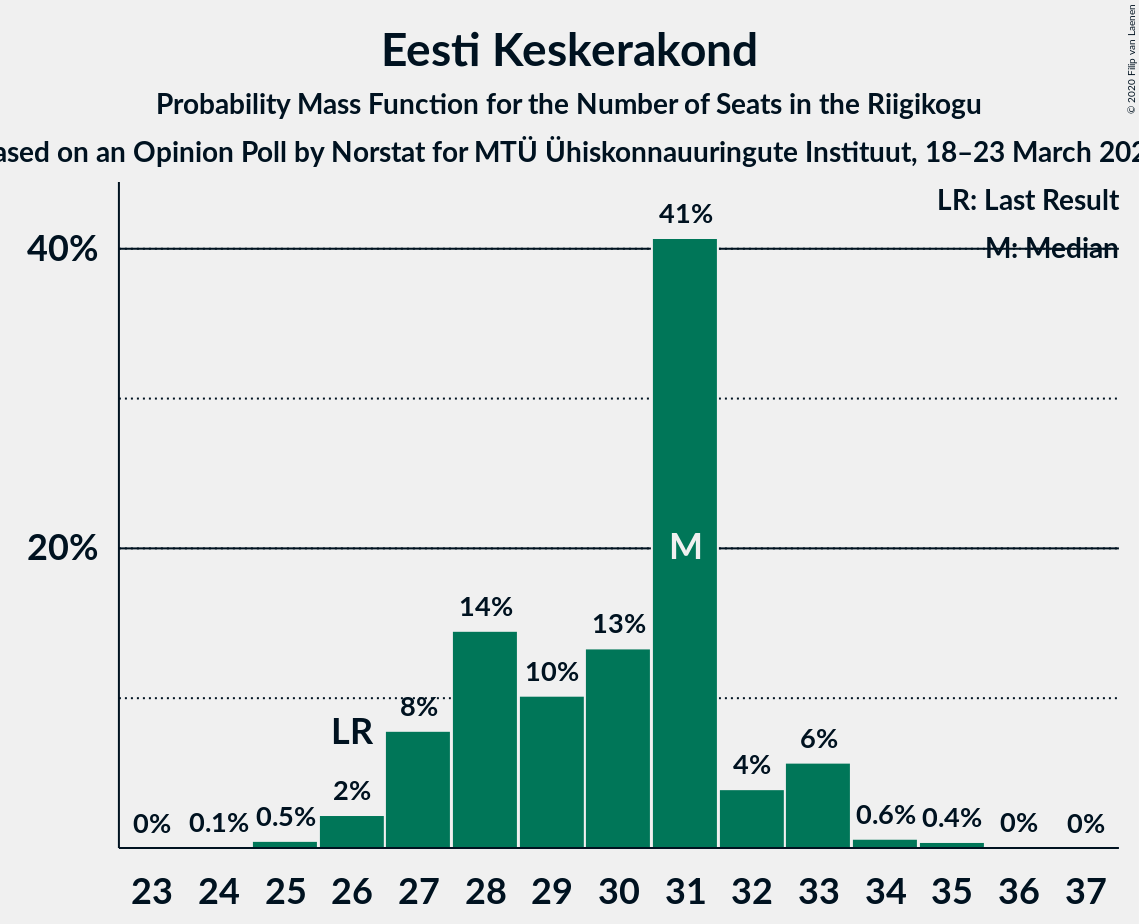 Eesti Keskerakond
Probability Mass Function for the Number of Seats in the Riigikogu
on an Opinion Poll by Norstat for MTÜ Ühiskonnauuringute Instituut, 18–23 March
© 2020 Filip van Laenen
LR: Last Result
M: Median
40%
20%
41%
M
14%
13%
10%
8%
LR
6%
4%
2%
0% 0.1% 0.5% 0.6% 0.4% 0% 0%
23 24 25 26 27 28 29 30 31 32 33 34 35 36 37